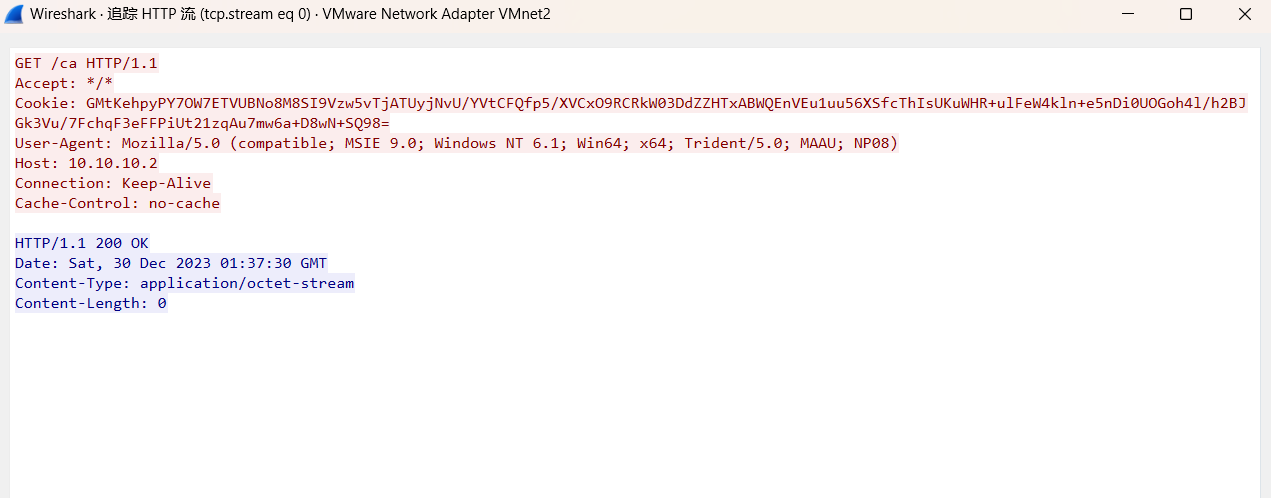 Wireshark · 追踪 HTTP 流 (tcp.stream eq 0) · VMware Network Adapter VMnet2
GET /ca HTTP/1.1
Accept: */*
Cookie: GMtKehpyPY7OW7ETVUBNo8M8SI9Vzw5vTjATUyjNvU/YVtCFQfp5/XVCxO9RCRkW03DdZZHTxABWQEnVEu1uu56XSfcThIsUKuWHR+ulFeW4kln+e5nDi0UOGoh4l/h2BJ
Gk3Vu/7FchqF3eFFPiUt21zqAu7mw6a+D8wN+SQ98=
User-Agent: Mozilla/5.0 (compatible; MSIE 9.0; Windows NT 6.1; Win64; x64; Trident/5.0; MAAU; NP08)
Host: 10.10.10.2
Connection: Keep-Alive
Cache-Control: no-cache
HTTP/1.1 200 OK
Date: Sat, 30 Dec 2023 01:37:30 GMT
Content-Type: application/octet-stream
Content-Length: 0